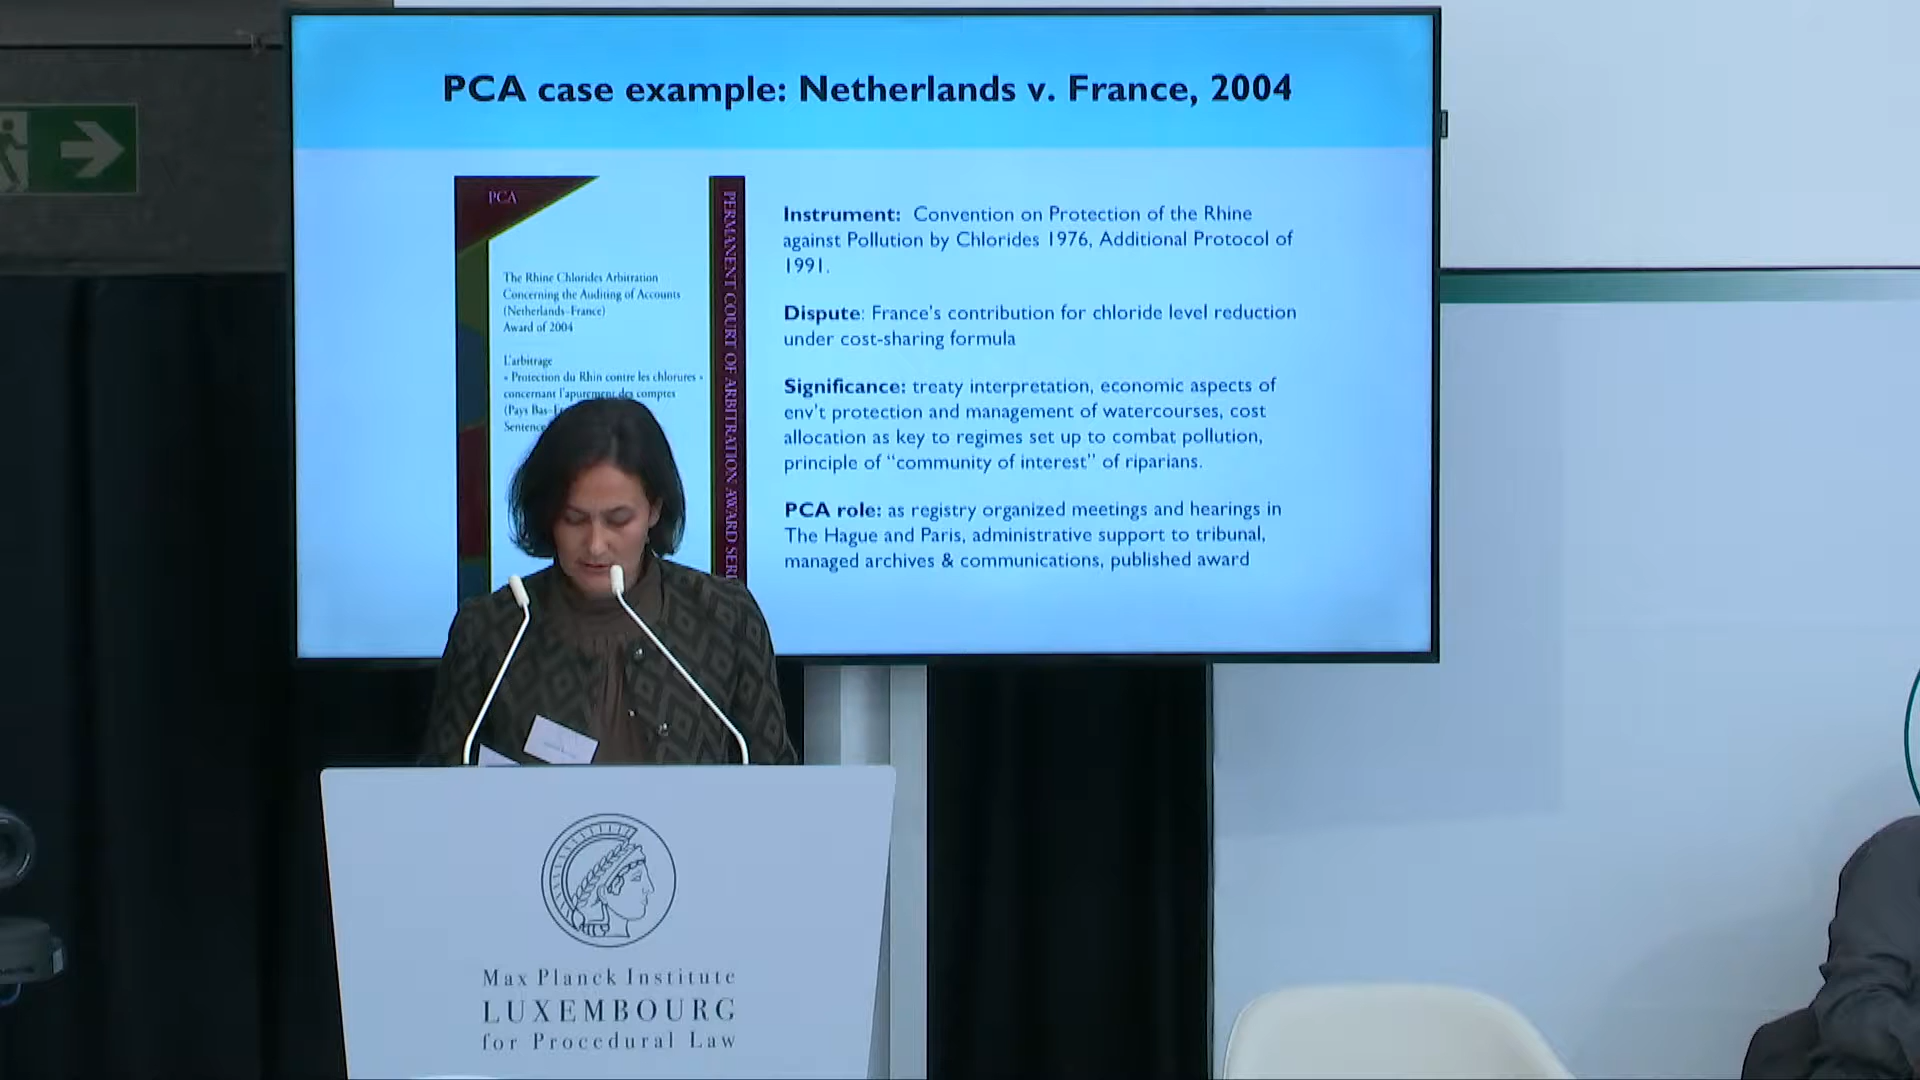 PCA case example: Netherlands v. France, 2004
PCA
The Rhine Chlorides Arbitration
Concerning the Auditing of Accounts
(Netherlands–France)
Award of 2004
L'arbitrage
« Protection du Rhin contre les chlorures »
concernant l'apurement des comptes
(Pays Bas–
Sentence
PERMANENT COURT OF ARBITRATION AWARD
Instrument: Convention on Protection of the Rhine
against Pollution by Chlorides 1976, Additional Protocol of
1991.
Dispute: France's contribution for chloride level reduction
under cost-sharing formula
Significance: treaty interpretation, economic aspects of
env't protection and management of watercourses, cost
allocation as key to regimes set up to combat pollution,
principle of “community of interest” of riparians.
PCA role: as registry organized meetings and hearings in
The Hague and Paris, administrative support to tribunal,
managed archives & communications, published award
Max Planck Institute
LUXEMBOURG
for Procedural Law